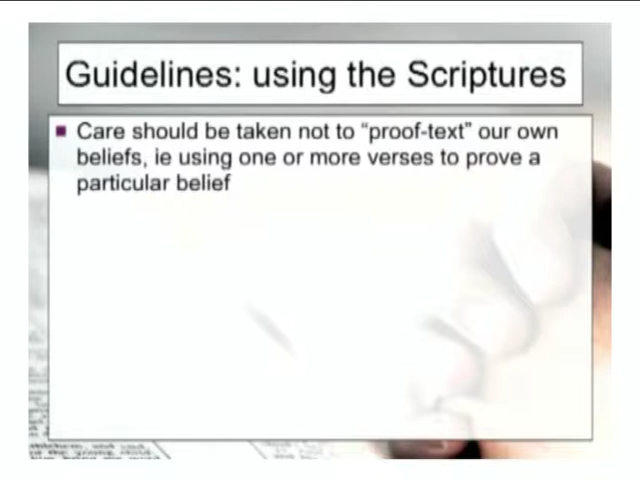 Guidelines: using the Scriptures
Care should be taken not to “proof-text” our own
beliefs, ie using one or more verses to prove a
particular belief